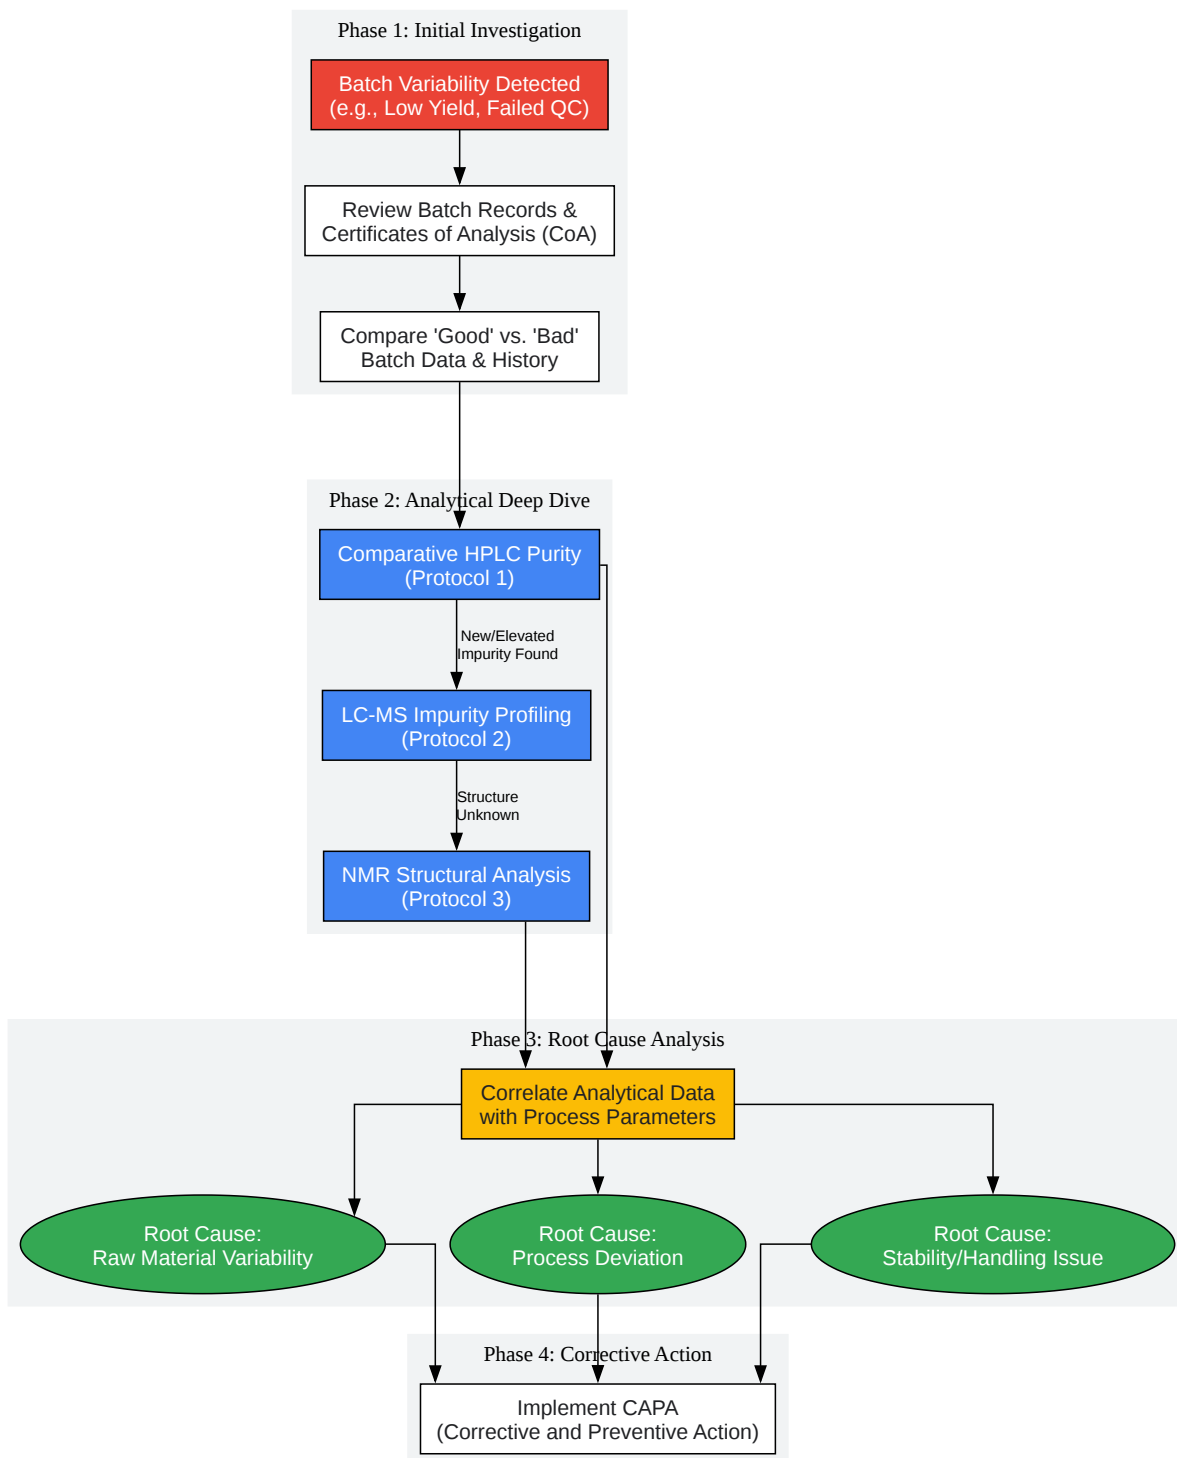 Phase 1: Initial Investigation
Batch Variability Detected
(e.g., Low Yield, Failed QC)
Review Batch Records &
Certificates of Analysis (CoA)
Compare 'Good' vs. 'Bad'
Batch Data & History
Phase 2: Analytical Deep Dive
Comparative HPLC Purity
(Protocol 1)
New/Elevated
Impurity Found
LC-MS Impurity Profiling
(Protocol 2)
Structure
Unknown
NMR Structural Analysis
(Protocol 3)
Phase 3: Root Cause Analysis
Correlate Analytical Data
with Process Parameters
Root Cause:
Raw Material Variability
Root Cause:
Process Deviation
Root Cause:
Stability/Handling Issue
Phase 4: Corrective Action
Implement CAPA
(Corrective and Preventive Action)